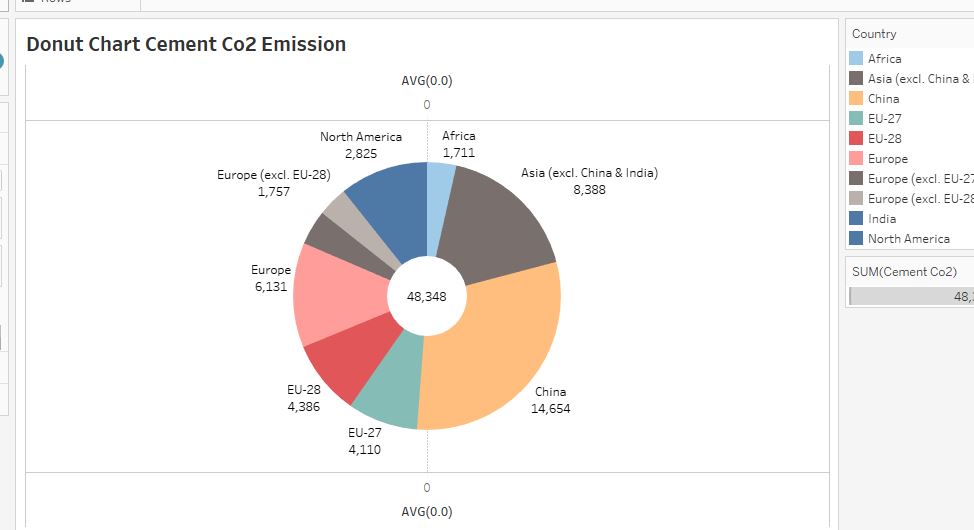 Rows
Donut Chart Cement Co2 Emission
AVG(0.0)
0
North America
2,825
Africa
1,711
Europe (excl. EU-28)
1,757
Asia (excl. China & India)
8,388
Europe
6,131
48,348
EU-28
4,386
China
14,654
EU-27
4,110
0
AVG(0.0)
Country
Africa
Asia (excl. China &
China
EU-27
EU-28
Europe
Europe (excl. EU-27
Europe (excl. EU-28
India
North America
SUM(Cement Co2)
48,